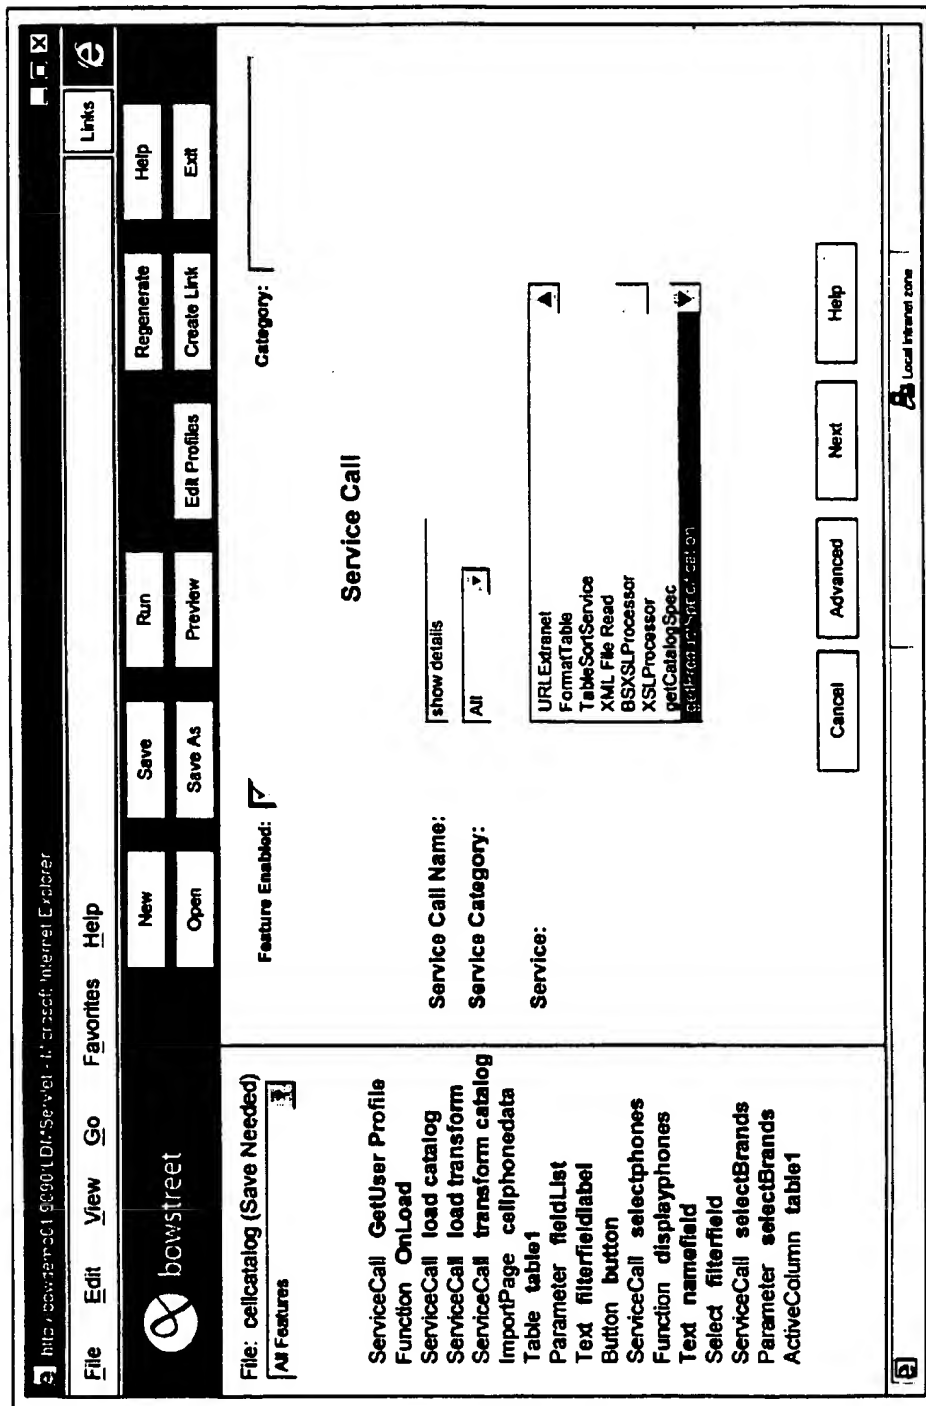 Microsoft Internet Explorer
File Edit View Go Favorites Help
Links
bowstreet
New Save Run Regenerate Help
Open Save As Preview Edit Profiles Create Link Exit
File: cellcatalog (Save Needed)
All Features
ServiceCall GetUser Profile
Function OnLoad
ServiceCall load catalog
ServiceCall load transform
ServiceCall transform catalog
ImportPage cellphonedata
Table table1
Parameter fieldList
Text filterfieldlabel
Button button
ServiceCall selectphones
Function displayphones
Text namefield
Select filterfield
ServiceCall selectBrands
Parameter selectBrands
ActiveColumn table1
Feature Enabled:
Category:
Service Call
Service Call Name: show details
Service Category: All
Service:
URLExtranet
FormatTable
TableSortService
XML File Read
BSXSLProcessor
XSLProcessor
getCatalogSpec
Cancel Advanced Next Help
Local intranet zone